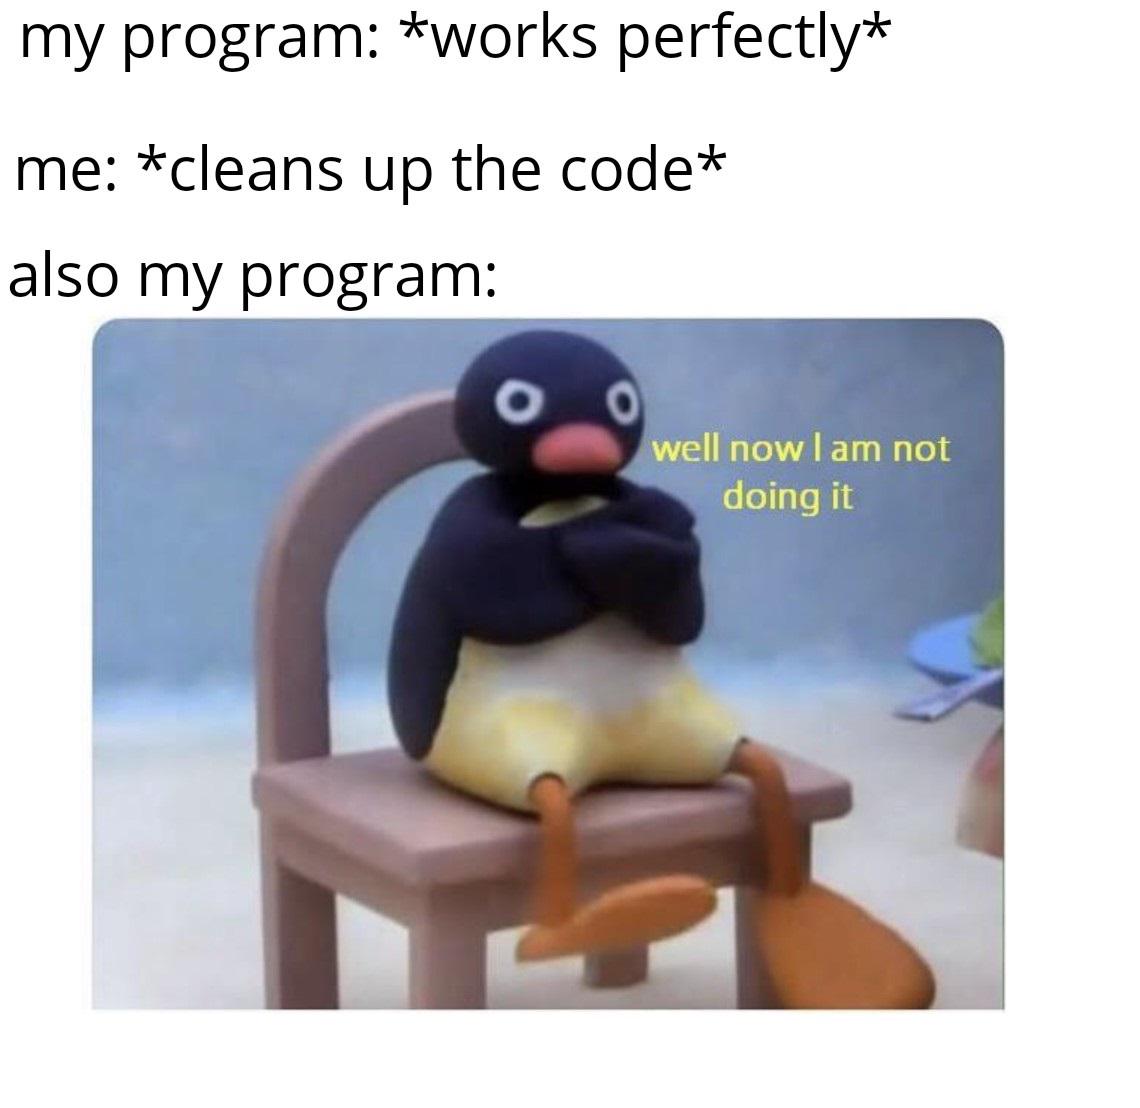 my program: *works perfectly*
me: *cleans up the code*
also my program:
well now I am not
doing it